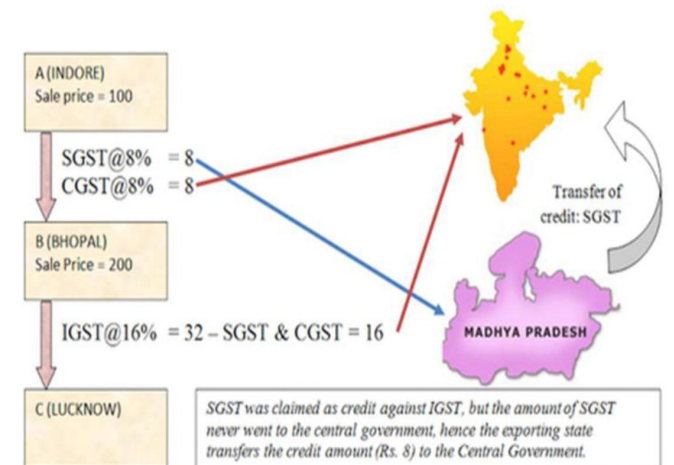 A (INDORE)
Sale price = 100
SGST@8% = 8
CGST@8% = 8
B (BHOPAL)
Sale Price = 200
IGST@16% = 32 – SGST & CGST = 16
C (LUCKNOW)
Transfer of
credit: SGST
MADHYA PRADESH
SGST was claimed as credit against IGST, but the amount of SGST
never went to the central government, hence the exporting state
transfers the credit amount (Rs. 8) to the Central Government.